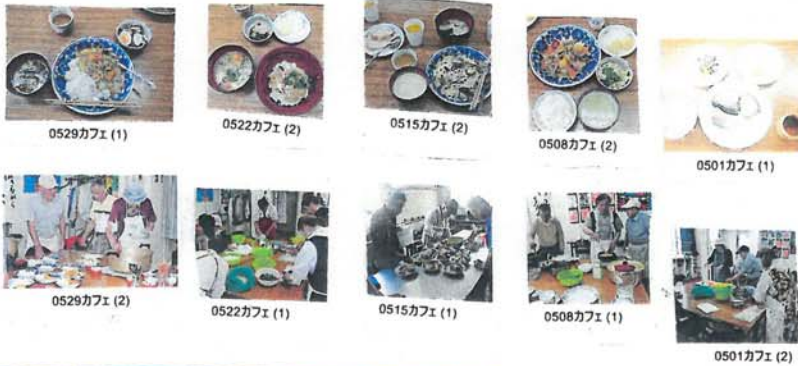 0529カフェ (1)
0522カフェ (2)
0515カフェ (2)
0508カフェ (2)
0501カフェ (1)
0529カフェ (2)
0522カフェ (1)
0515カフェ (1)
0508カフェ (1)
0501カフェ (2)